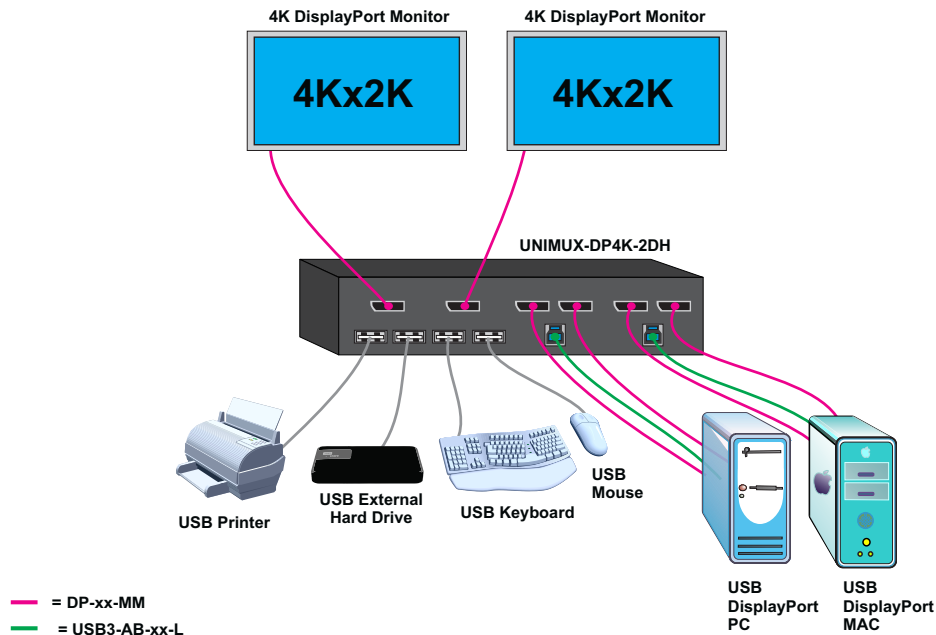 4K DisplayPort Monitor
4K DisplayPort Monitor
4Kx2K
4Kx2K
UNIMUX-DP4K-2DH
USB Printer
USB External
Hard Drive
USB Keyboard
USB
Mouse
USB
DisplayPort
PC
USB
DisplayPort
MAC
= DP-xx-MM
= USB3-AB-xx-L